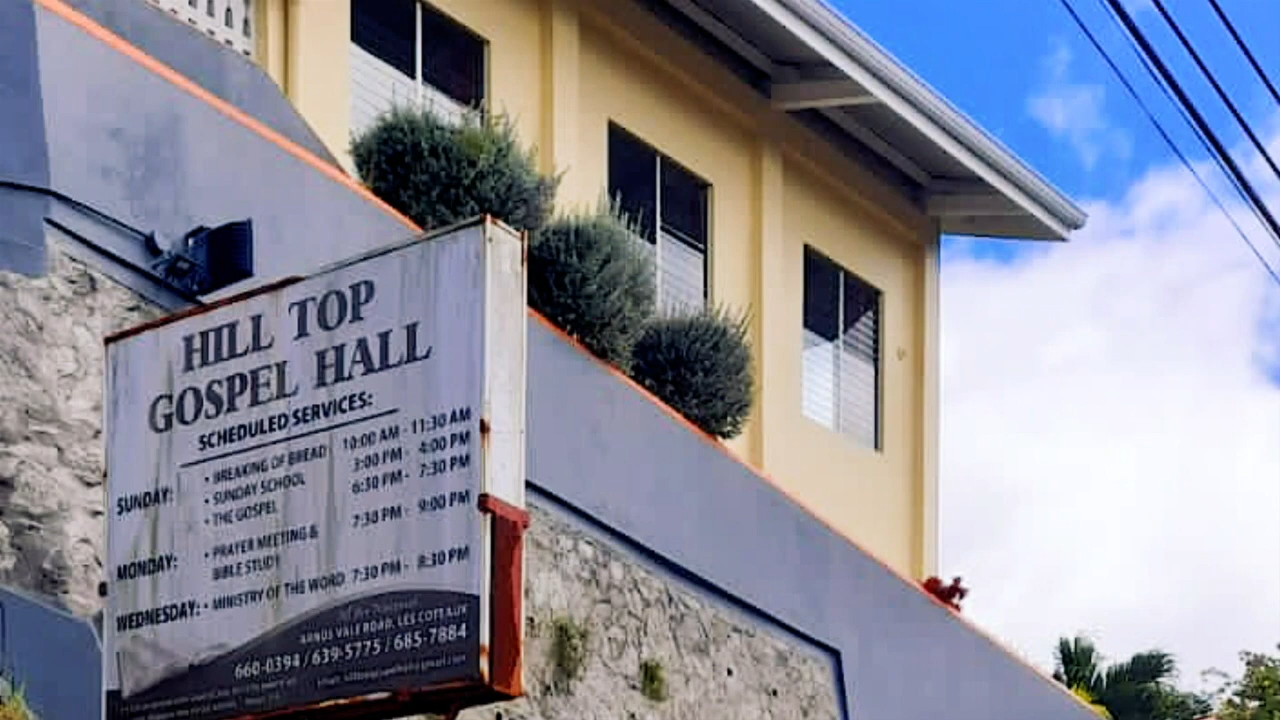 HILL TOP
GOSPEL HALL
SCHEDULED SERVICES:
SUNDAY: • BREAKING OF BREAD 10:00 AM - 11:30 AM
• SUNDAY SCHOOL 3:00 PM - 4:00 PM
• THE GOSPEL 6:30 PM - 7:30 PM
MONDAY: • PRAYER MEETING & 7:30 PM - 9:00 PM
BIBLE STUDY
WEDNESDAY: • MINISTRY OF THE WORD 7:30 PM - 8:30 PM
ARNOS VALE ROAD, LES COTEAUX
660-0394 / 639-5775 / 685-7884